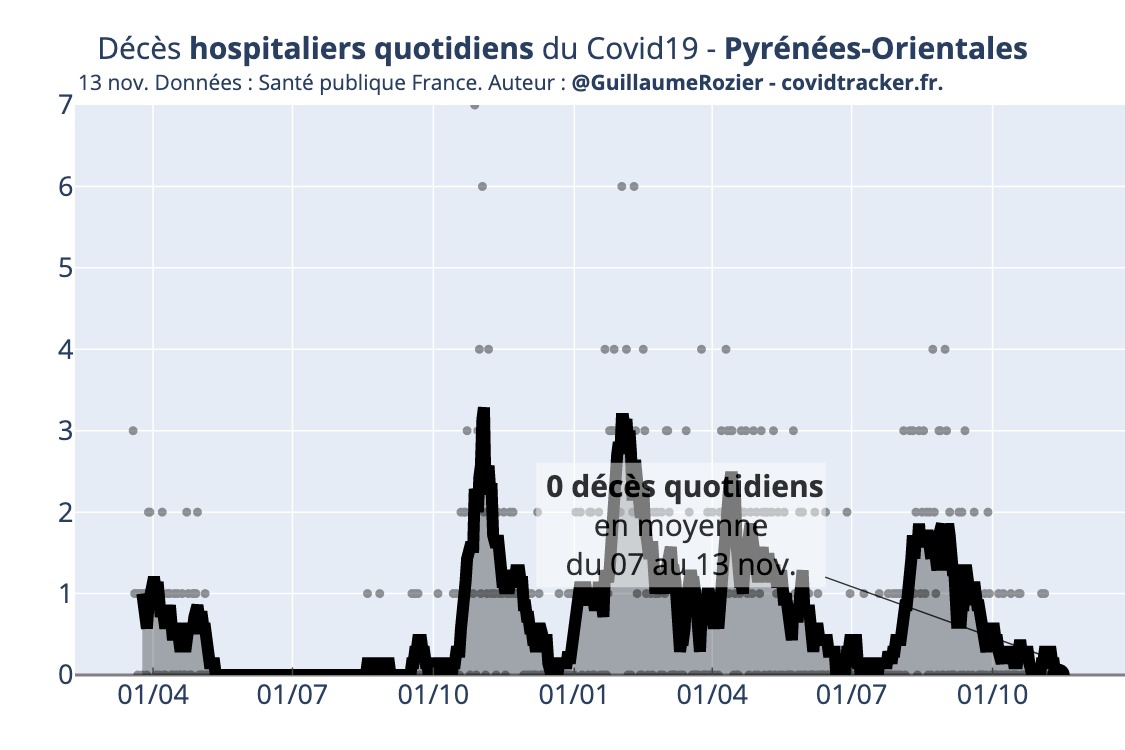 Décès hospitaliers quotidiens du Covid19 - Pyrénées-Orientales
13 nov. Données : Santé publique France. Auteur : @GuillaumeRozier - covidtracker.fr.
7
6
5
4
3
2
1
0
0 décès quotidiens
en moyenne
du 07 au 13 nov.
01/04 01/07 01/10 01/01 01/04 01/07 01/10